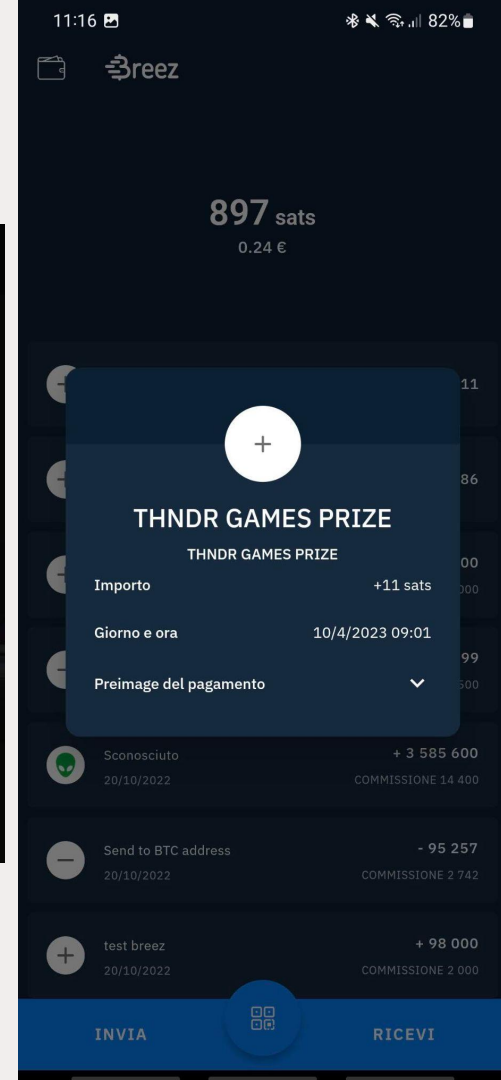 11:16 82%
Breez
897 sats
0.24 €
11
86
00
000
99
500
THNDR GAMES PRIZE
THNDR GAMES PRIZE
Importo +11 sats
Giorno e ora 10/4/2023 09:01
Preimage del pagamento
Sconosciuto + 3 585 600
20/10/2022 COMMISSIONE 14 400
Send to BTC address - 95 257
20/10/2022 COMMISSIONE 2 742
test breez + 98 000
20/10/2022 COMMISSIONE 2 000
INVIA RICEVI